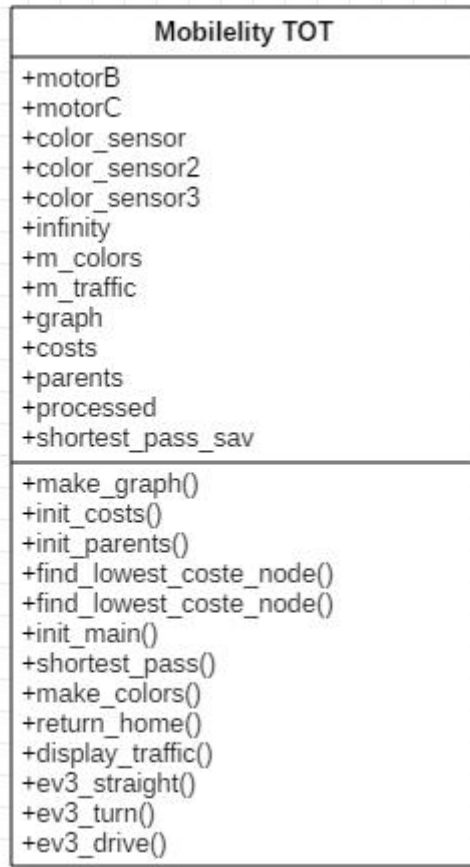 Mobilelity TOT
+motorB
+motorC
+color_sensor
+color_sensor2
+color_sensor3
+infinity
+m_colors
+m_traffic
+graph
+costs
+parents
+processed
+shortest_pass_sav
+make_graph()
+init_costs()
+init_parents()
+find_lowest_coste_node()
+find_lowest_coste_node()
+init_main()
+shortest_pass()
+make_colors()
+return_home()
+display_traffic()
+ev3_straight()
+ev3_turn()
+ev3_drive()